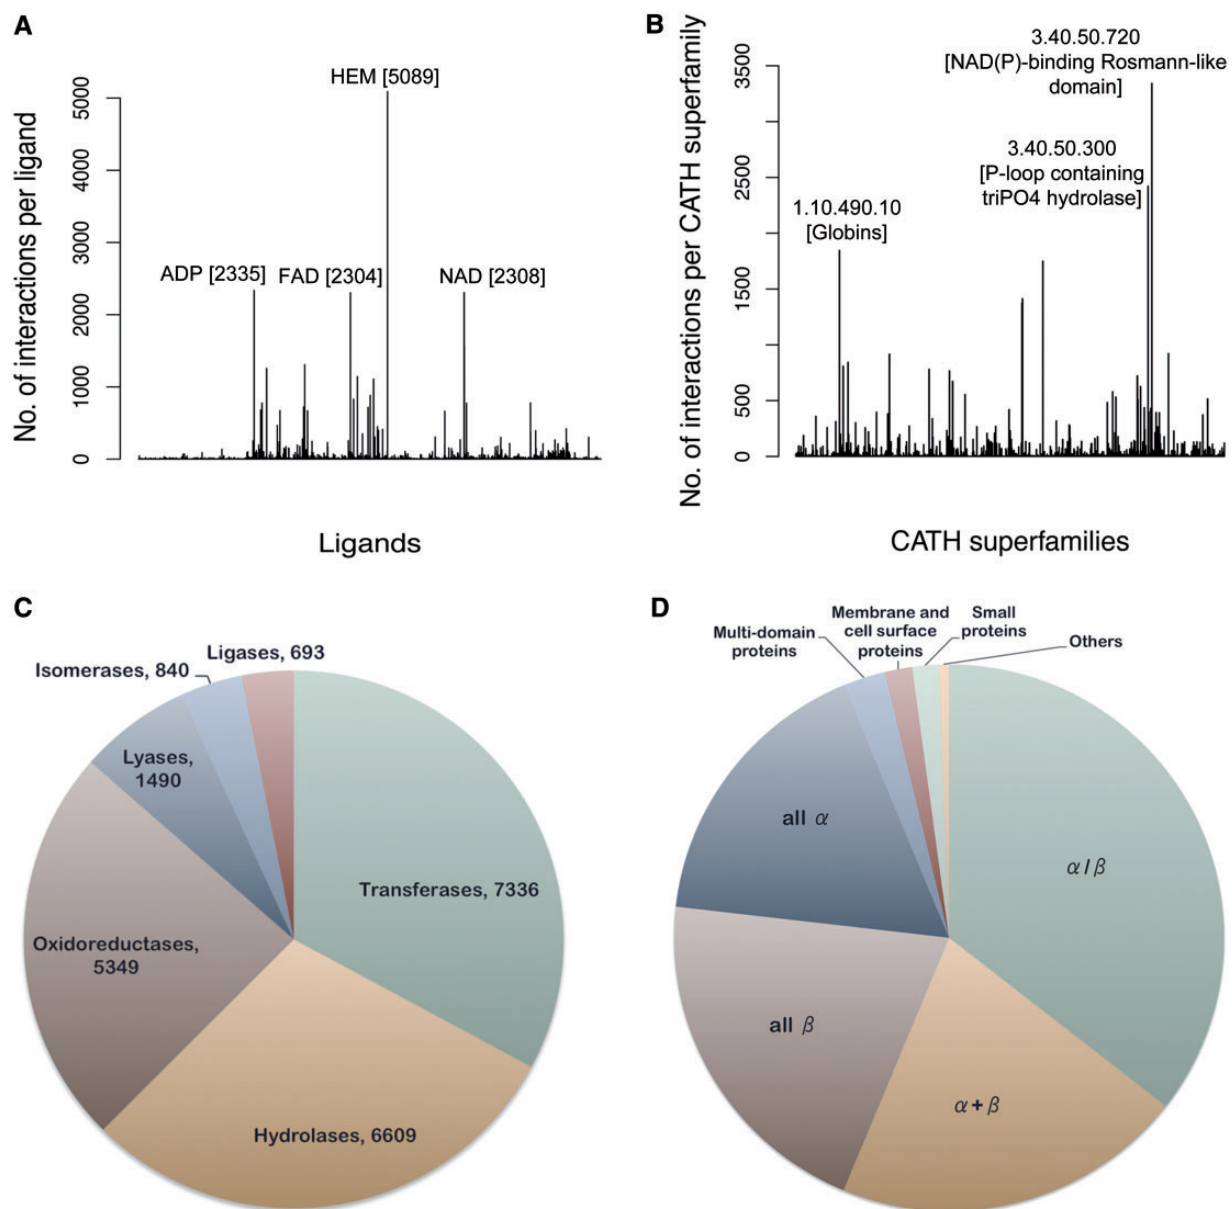 A
No. of interactions per ligand
5000
4000
3000
2000
1000
0
HEM [5089]
ADP [2335]
FAD [2304]
NAD [2308]
Ligands
B
No. of interactions per CATH superfamily
3500
2500
1500
500
0
3.40.50.720
[NAD(P)-binding Rosmann-like
domain]
3.40.50.300
[P-loop containing
triPO4 hydrolase]
1.10.490.10
[Globins]
CATH superfamilies
C
Ligases, 693
Isomerases, 840
Lyases,
1490
Transferases, 7336
Oxidoreductases,
5349
Hydrolases, 6609
D
Multi-domain
proteins
Membrane and
cell surface
proteins
Small
proteins
Others
all α
α / β
all β
α + β